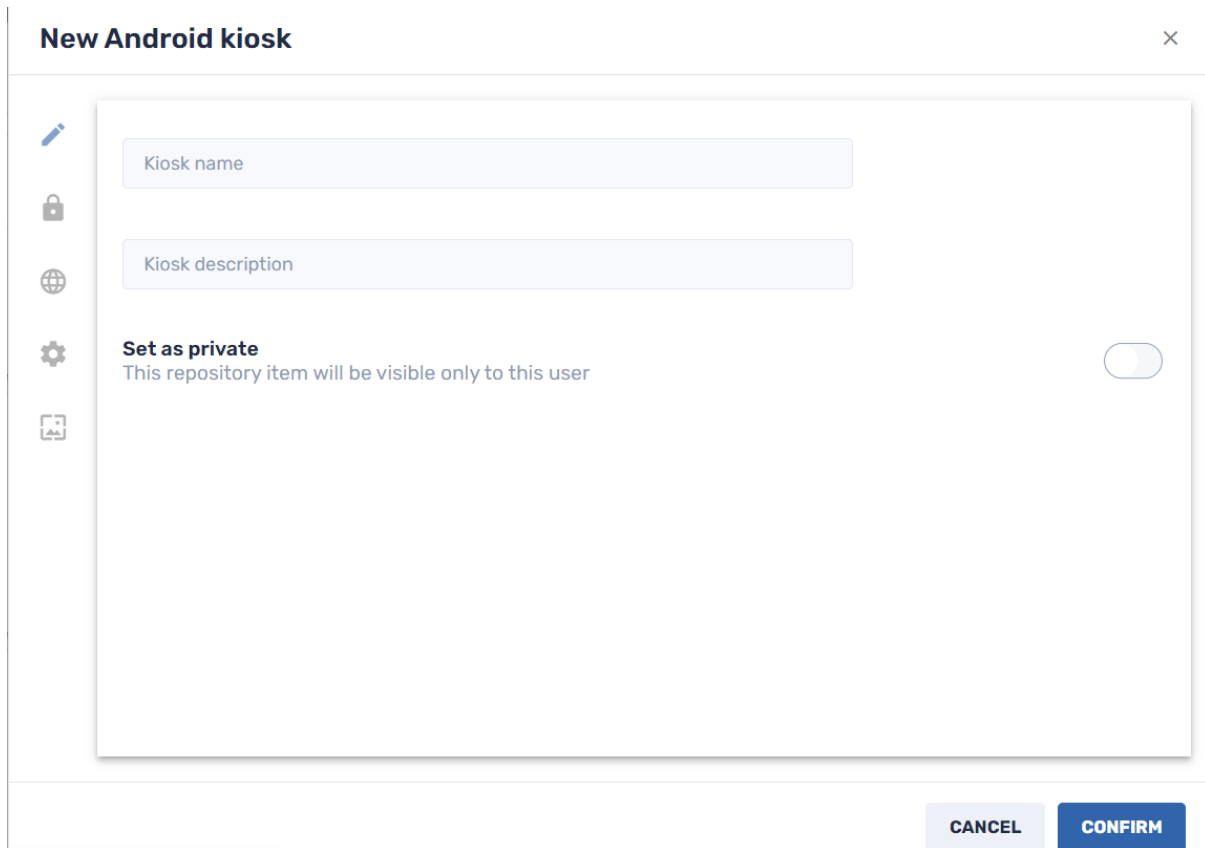 New Android kiosk
Kiosk name
Kiosk description
Set as private
This repository item will be visible only to this user
CANCEL
CONFIRM